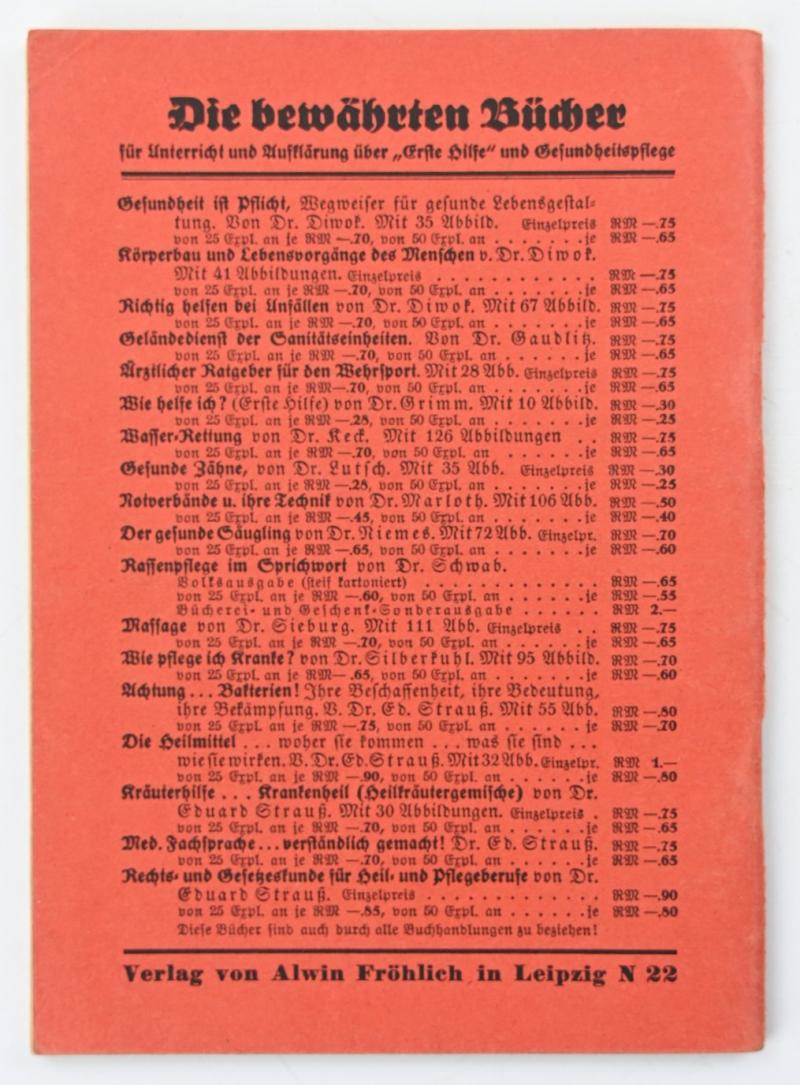 Die bewährten Bücher
für Unterricht und Aufklärung über „Erste Hilfe“ und Gesundheitspflege
Gesundheit ist Pflicht, Wegweiser für gesunde Lebensgestal-
tung. Von Dr. Diwok. Mit 35 Abbild. Einzelpreis RM —.75
von 25 Expl. an je RM —.70, von 50 Expl. an . . . . . . . je RM —.65
Körperbau und Lebensvorgänge des Menschen v. Dr. Diwok.
Mit 41 Abbildungen. Einzelpreis . . . . . . . . . . . . RM —.75
von 25 Expl. an je RM —.70, von 50 Expl. an . . . . . . . je RM —.65
Richtig helfen bei Unfällen von Dr. Diwok. Mit 67 Abbild. RM —.75
von 25 Expl. an je RM —.70, von 50 Expl. an . . . . . . . je RM —.65
Geländedienst der Sanitätseinheiten. Von Dr. Gaudlitz. RM —.75
von 25 Expl. an je RM —.70, von 50 Expl. an . . . . . . . je RM —.65
Ärztlicher Ratgeber für den Wehrsport. Mit 28 Abb. Einzelpreis RM —.75
von 25 Expl. an je RM —.70, von 50 Expl. an . . . . . . . je RM —.65
Wie helfe ich? (Erste Hilfe) von Dr. Grimm. Mit 10 Abbild. RM —.30
von 25 Expl. an je RM —.28, von 50 Expl. an . . . . . . . je RM —.25
Wasser-Rettung von Dr. Keck. Mit 126 Abbildungen . . RM —.75
von 25 Expl. an je RM —.70, von 50 Expl. an . . . . . . . je RM —.65
Gesunde Zähne, von Dr. Lutsch. Mit 35 Abb. Einzelpreis RM —.30
von 25 Expl. an je RM —.28, von 50 Expl. an . . . . . . . je RM —.25
Notverbände u. ihre Technik von Dr. Marloth. Mit 106 Abb. RM —.50
von 25 Expl. an je RM —.45, von 50 Expl. an . . . . . . . je RM —.40
Der gesunde Säugling von Dr. Niemes. Mit 72 Abb. Einzelpr. RM —.70
von 25 Expl. an je RM —.65, von 50 Expl. an . . . . . . . je RM —.60
Rassenpflege im Sprichwort von Dr. Schwab.
Volksausgabe (steif kartoniert) . . . . . . . . . . . . . RM —.65
von 25 Expl. an je RM —.60, von 50 Expl. an . . . . . . . je RM —.55
Bücherei- und Geschenk-Sonderausgabe . . . . . . RM 2.—
Massage von Dr. Sieburg. Mit 111 Abb. Einzelpreis . . RM —.75
von 25 Expl. an je RM —.70, von 50 Expl. an . . . . . . . je RM —.65
Wie pflege ich Kranke? von Dr. Silberkuhl. Mit 95 Abbild. RM —.70
von 25 Expl. an je RM —.65, von 50 Expl. an . . . . . . . je RM —.60
Achtung . . . Bakterien! Ihre Beschaffenheit, ihre Bedeutung,
ihre Bekämpfung. V. Dr. Ed. Strauß. Mit 55 Abb. RM —.80
von 25 Expl. an je RM —.75, von 50 Expl. an . . . . . . . je RM —.70
Die Heilmittel . . . woher sie kommen . . . was sie sind . . .
wie sie wirken. V. Dr. Ed. Strauß. Mit 32 Abb. Einzelpr. RM 1.—
von 25 Expl. an je RM —.90, von 50 Expl. an . . . . . . . je RM —.80
Kräuterhilfe . . . Krankenheil (Heilkräutergemische) von Dr.
Eduard Strauß. Mit 30 Abbildungen. Einzelpreis . RM —.75
von 25 Expl. an je RM —.70, von 50 Expl. an . . . . . . . je RM —.65
Med. Fachsprache . . . verständlich gemacht! Dr. Ed. Strauß. RM —.75
von 25 Expl. an je RM —.70, von 50 Expl. an . . . . . . . je RM —.65
Rechts- und Gesetzeskunde für Heil- und Pflegeberufe von Dr.
Eduard Strauß. Einzelpreis . . . . . . . . . . . . . RM —.90
von 25 Expl. an je RM —.85, von 50 Expl. an . . . . . . . je RM —.80
Diese Bücher sind auch durch alle Buchhandlungen zu beziehen!
Verlag von Alwin Fröhlich in Leipzig N 22